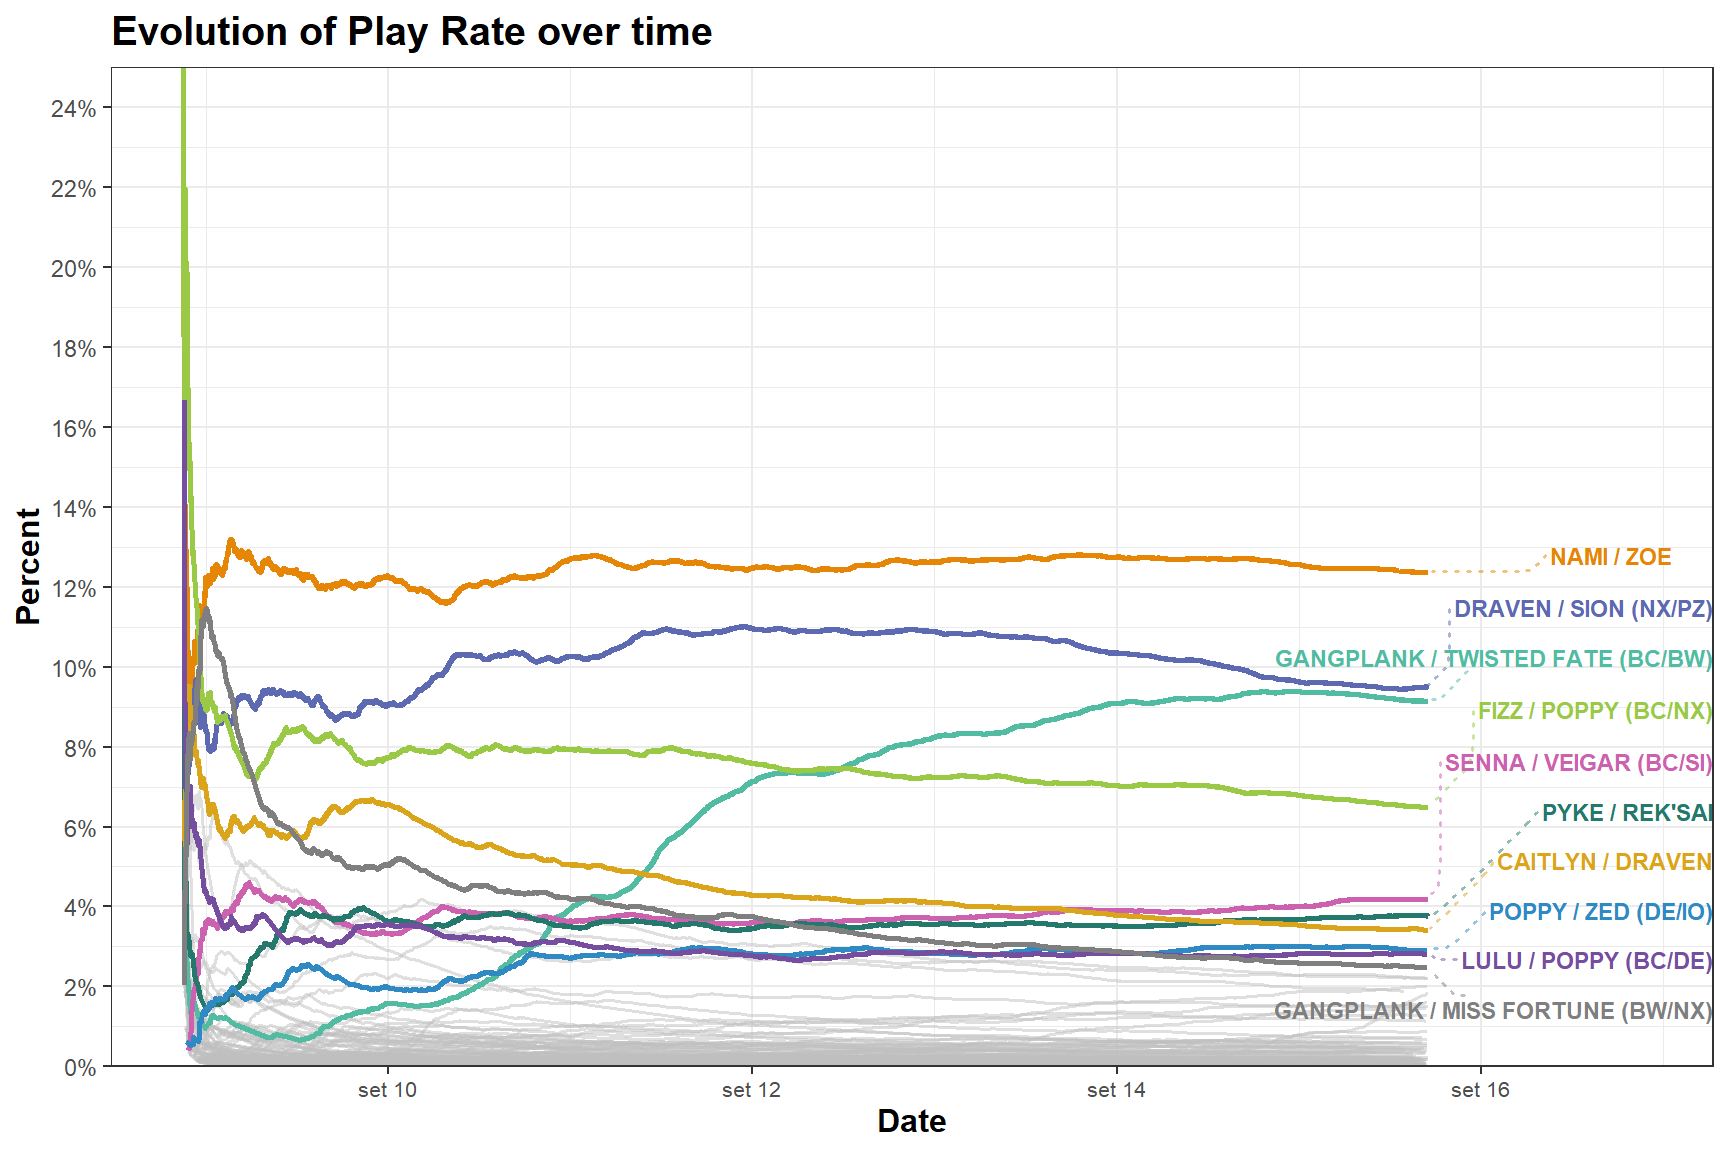 Evolution of Play Rate over time
24%
22%
20%
18%
16%
14%
12%
10%
8%
6%
4%
2%
0%
Percent
NAMI / ZOE
DRAVEN / SION (NX/PZ)
GANGPLANK / TWISTED FATE (BC/BW)
FIZZ / POPPY (BC/NX)
SENNA / VEIGAR (BC/SI)
PYKE / REK'SAI
CAITLYN / DRAVEN
POPPY / ZED (DE/IO)
LULU / POPPY (BC/DE)
GANGPLANK / MISS FORTUNE (BW/NX)
set 10
set 12
set 14
set 16
Date